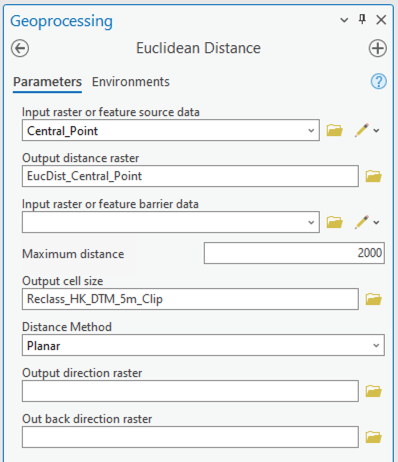 Geoprocessing
Euclidean Distance
Parameters Environments
Input raster or feature source data
Central_Point
Output distance raster
EucDist_Central_Point
Input raster or feature barrier data
Maximum distance 2000
Output cell size
Reclass_HK_DTM_5m_Clip
Distance Method
Planar
Output direction raster
Out back direction raster